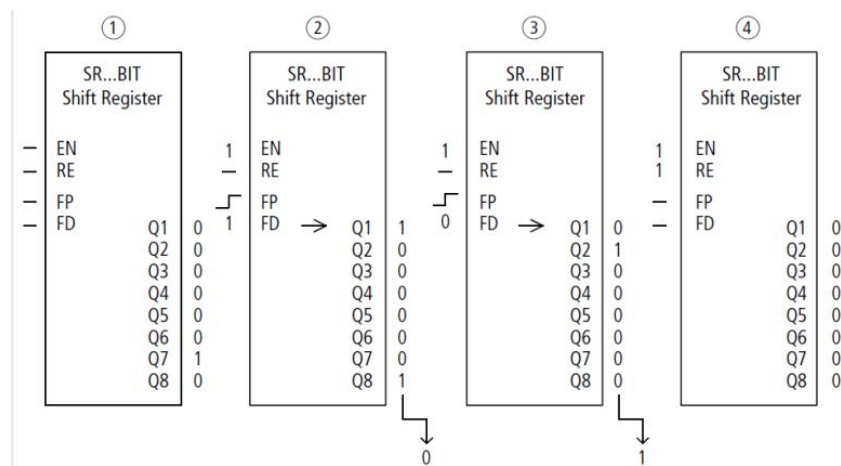 ① ② ③ ④
SR...BIT SR...BIT SR...BIT SR...BIT
Shift Register Shift Register Shift Register Shift Register
– EN 1 EN 1 EN 1 EN
– RE – RE – RE 1 RE
– FP FP FP – FP
– FD Q1 0 1 FD → Q1 1 0 FD → Q1 0 – FD Q1 0
Q2 0 Q2 0 Q2 1 Q2 0
Q3 0 Q3 0 Q3 0 Q3 0
Q4 0 Q4 0 Q4 0 Q4 0
Q5 0 Q5 0 Q5 0 Q5 0
Q6 0 Q6 0 Q6 0 Q6 0
Q7 1 Q7 0 Q7 0 Q7 0
Q8 0 Q8 1 Q8 0 Q8 0
0 1